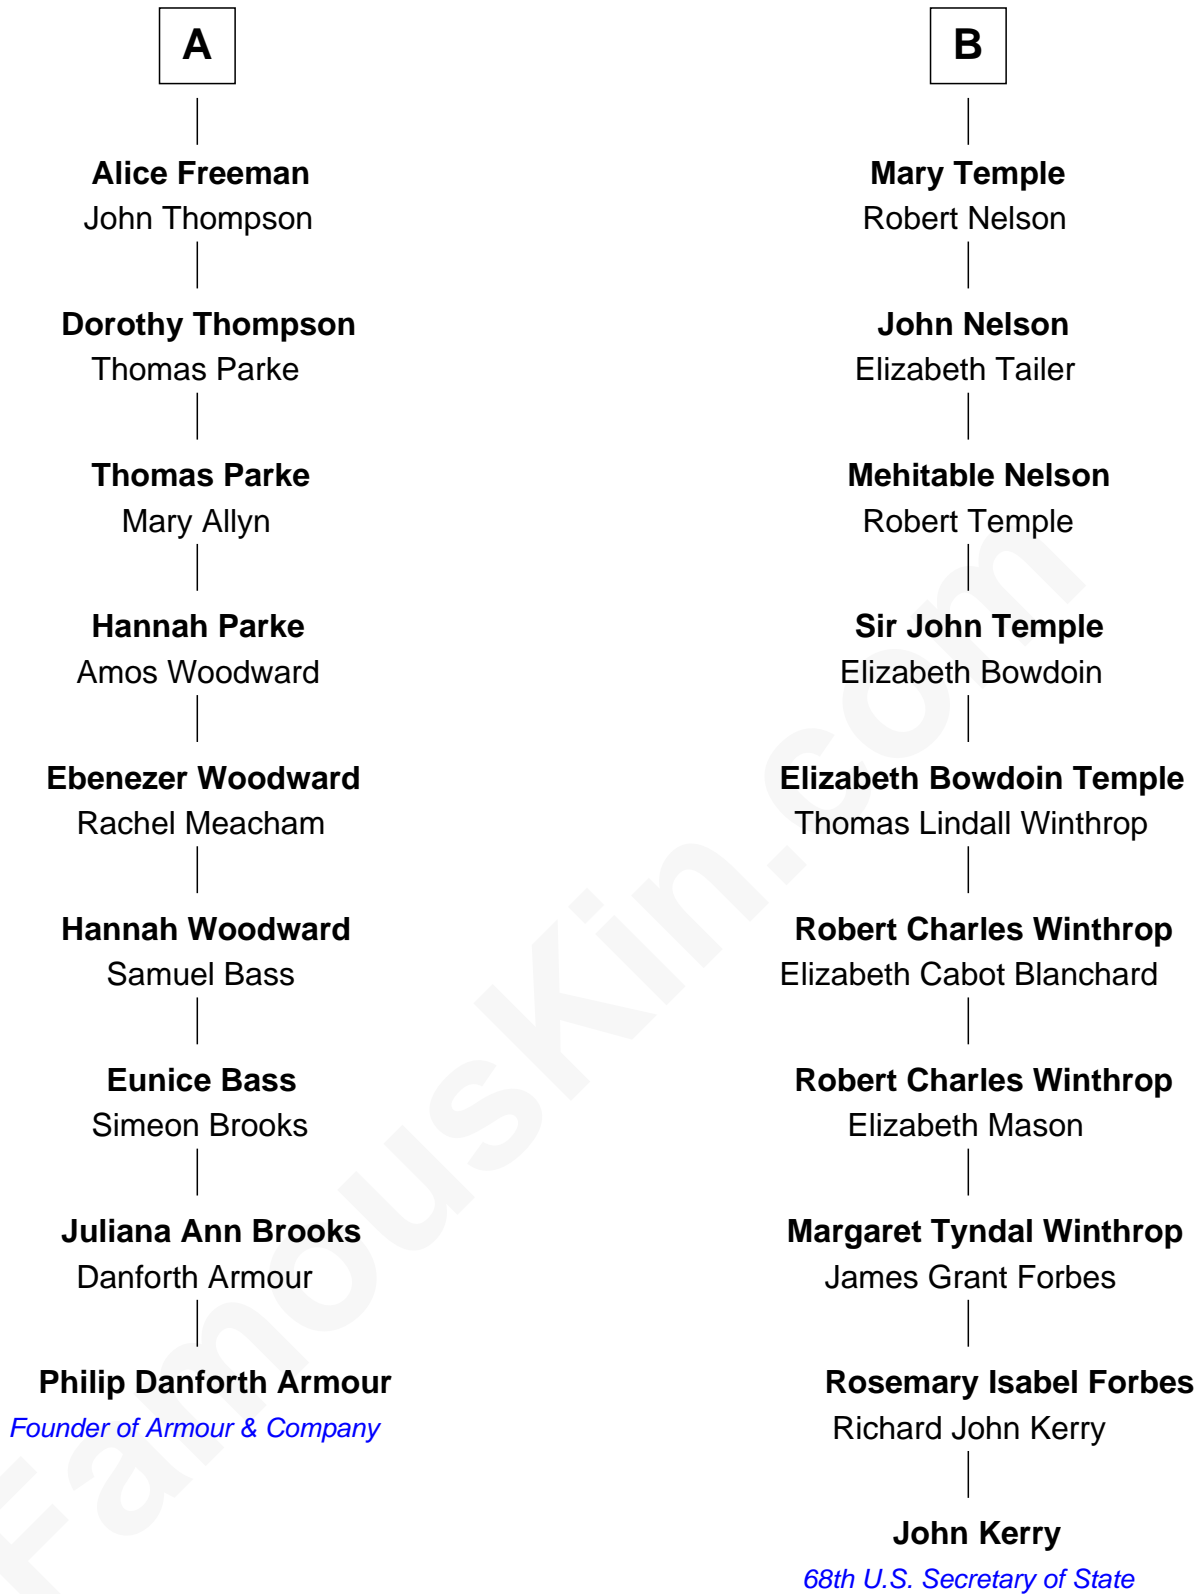 A
Alice Freeman
John Thompson
Dorothy Thompson
Thomas Parke
Thomas Parke
Mary Allyn
Hannah Parke
Amos Woodward
Ebenezer Woodward
Rachel Meacham
Hannah Woodward
Samuel Bass
Eunice Bass
Simeon Brooks
Juliana Ann Brooks
Danforth Armour
Philip Danforth Armour
Founder of Armour & Company
B
Mary Temple
Robert Nelson
John Nelson
Elizabeth Tailer
Mehitable Nelson
Robert Temple
Sir John Temple
Elizabeth Bowdoin
Elizabeth Bowdoin Temple
Thomas Lindall Winthrop
Robert Charles Winthrop
Elizabeth Cabot Blanchard
Robert Charles Winthrop
Elizabeth Mason
Margaret Tyndal Winthrop
James Grant Forbes
Rosemary Isabel Forbes
Richard John Kerry
John Kerry
68th U.S. Secretary of State
FamousKin.com